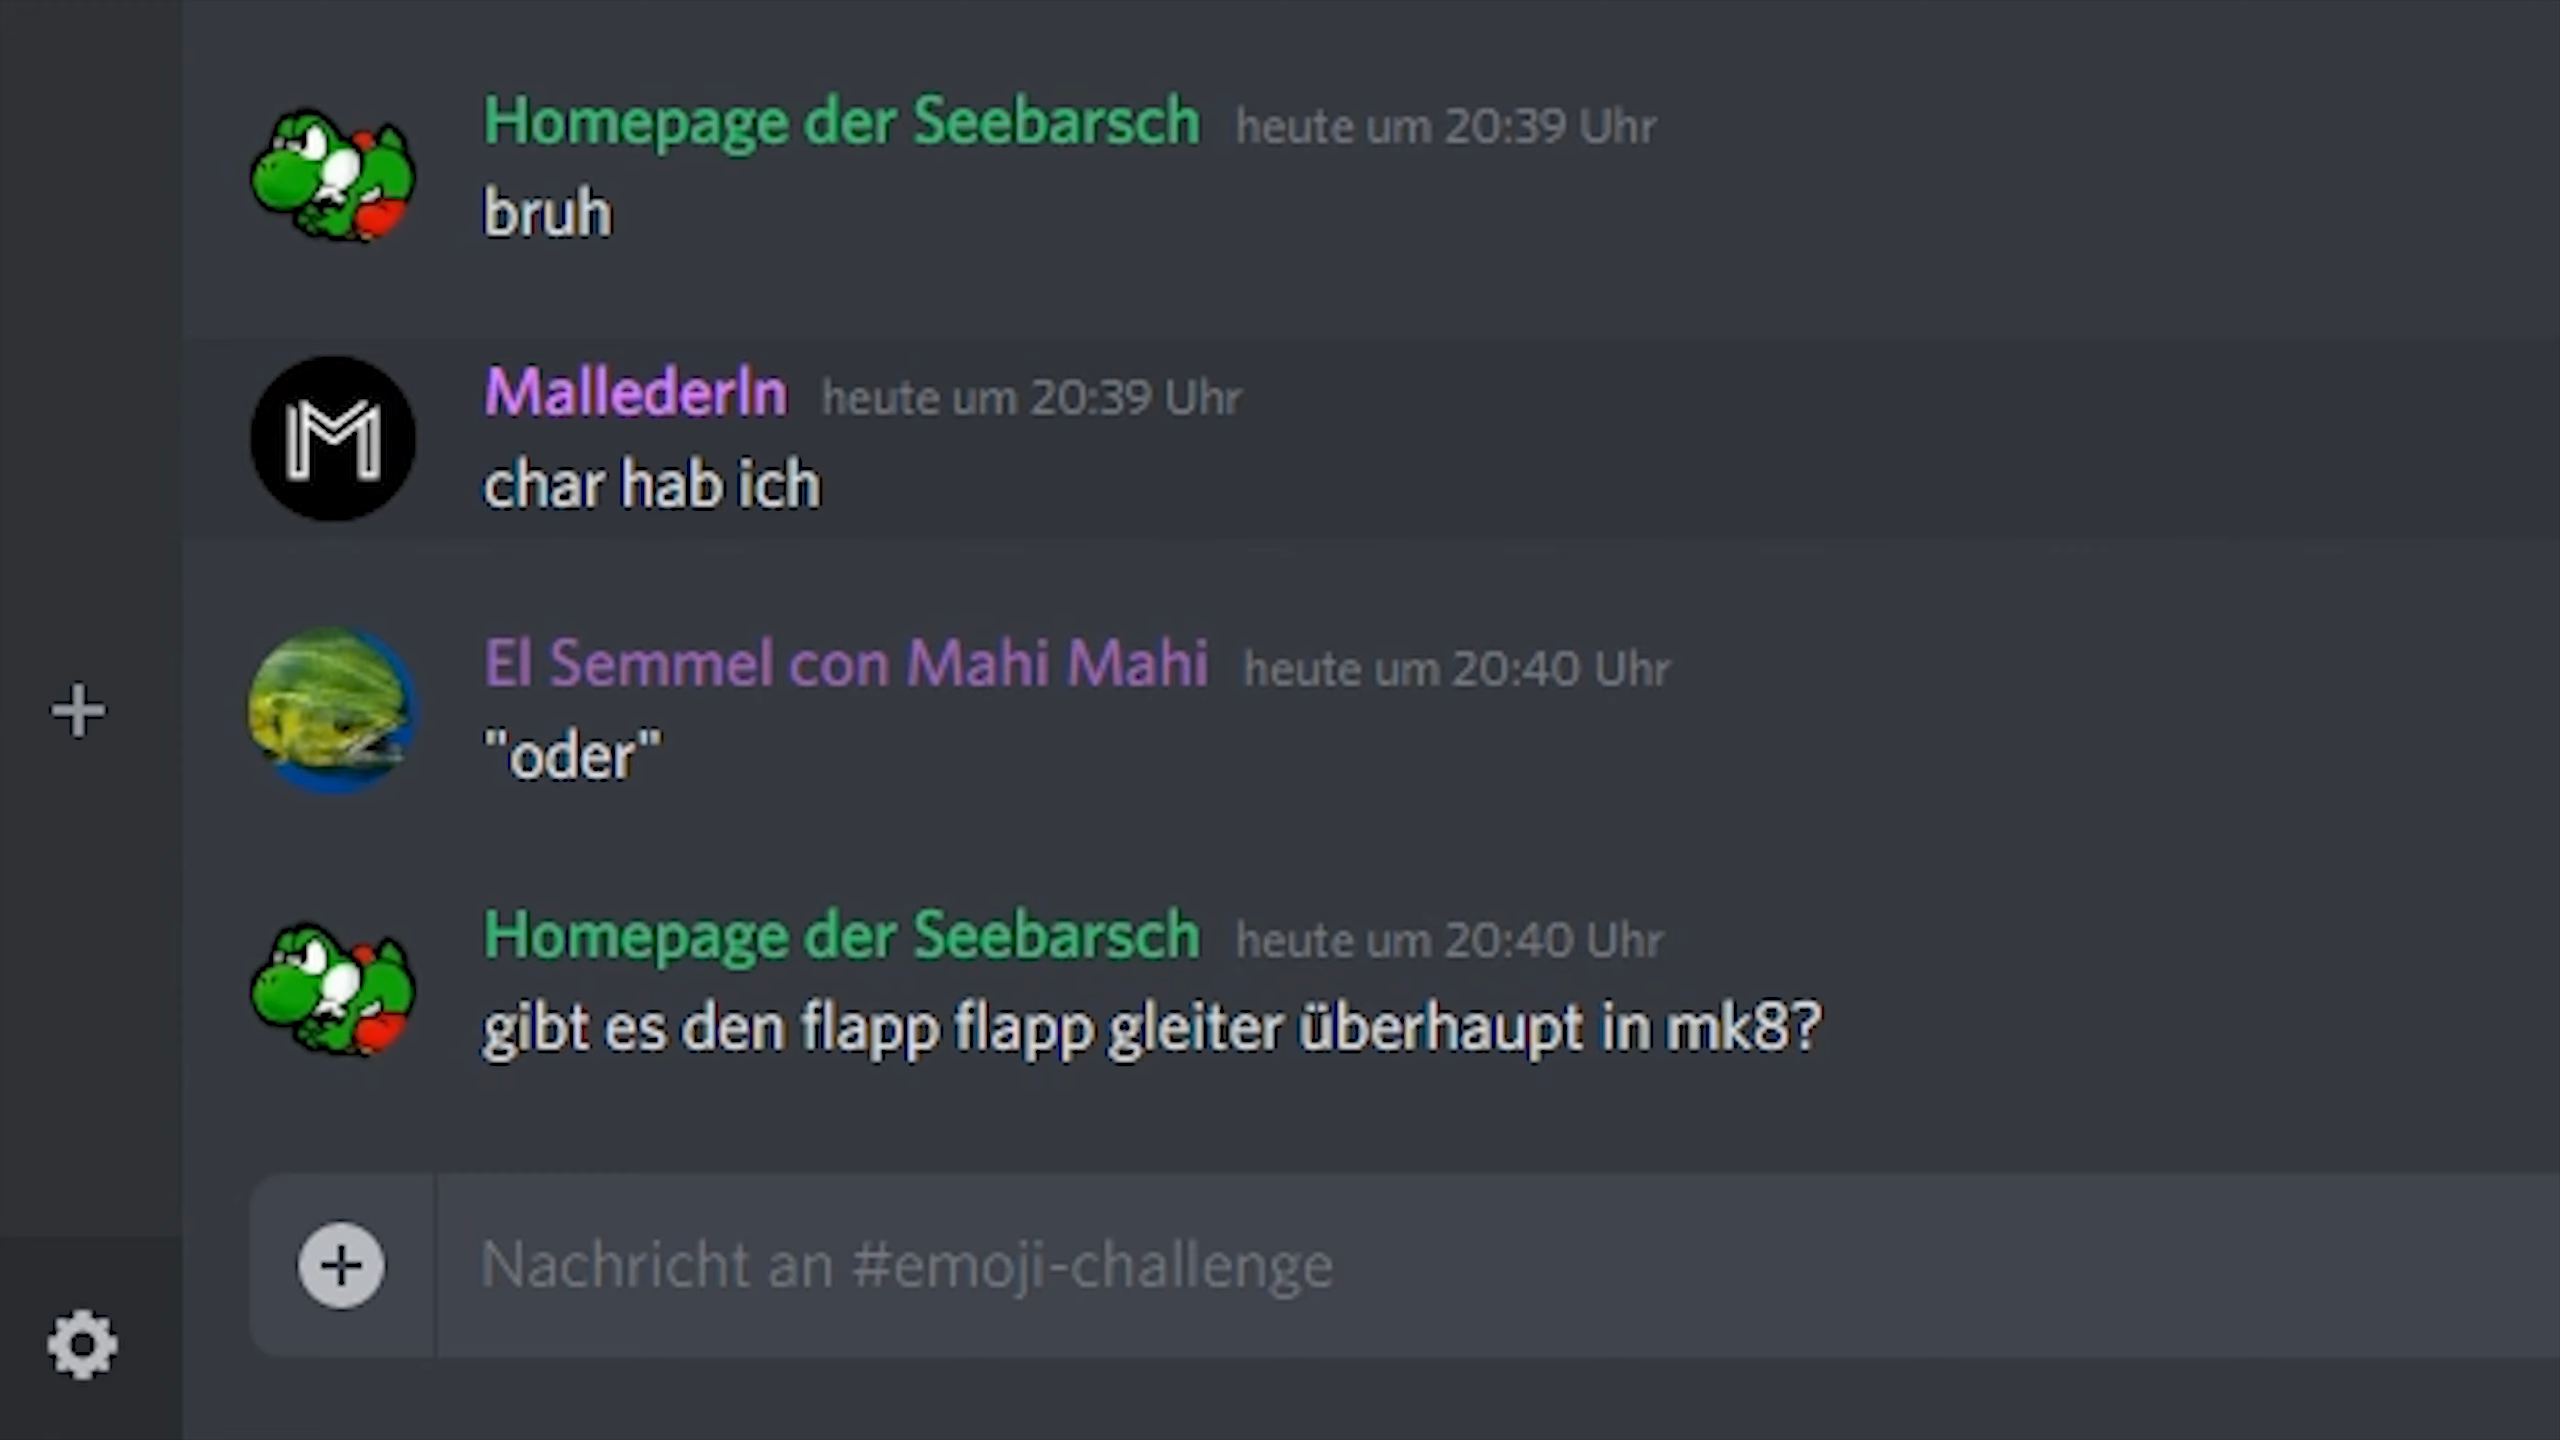 Homepage der Seebarsch heute um 20:39 Uhr
bruh
M
MallederIn heute um 20:39 Uhr
char hab ich
El Semmel con Mahi Mahi heute um 20:40 Uhr
"oder"
Homepage der Seebarsch heute um 20:40 Uhr
gibt es den flapp flapp gleiter überhaupt in mk8?
Nachricht an #emoji-challenge